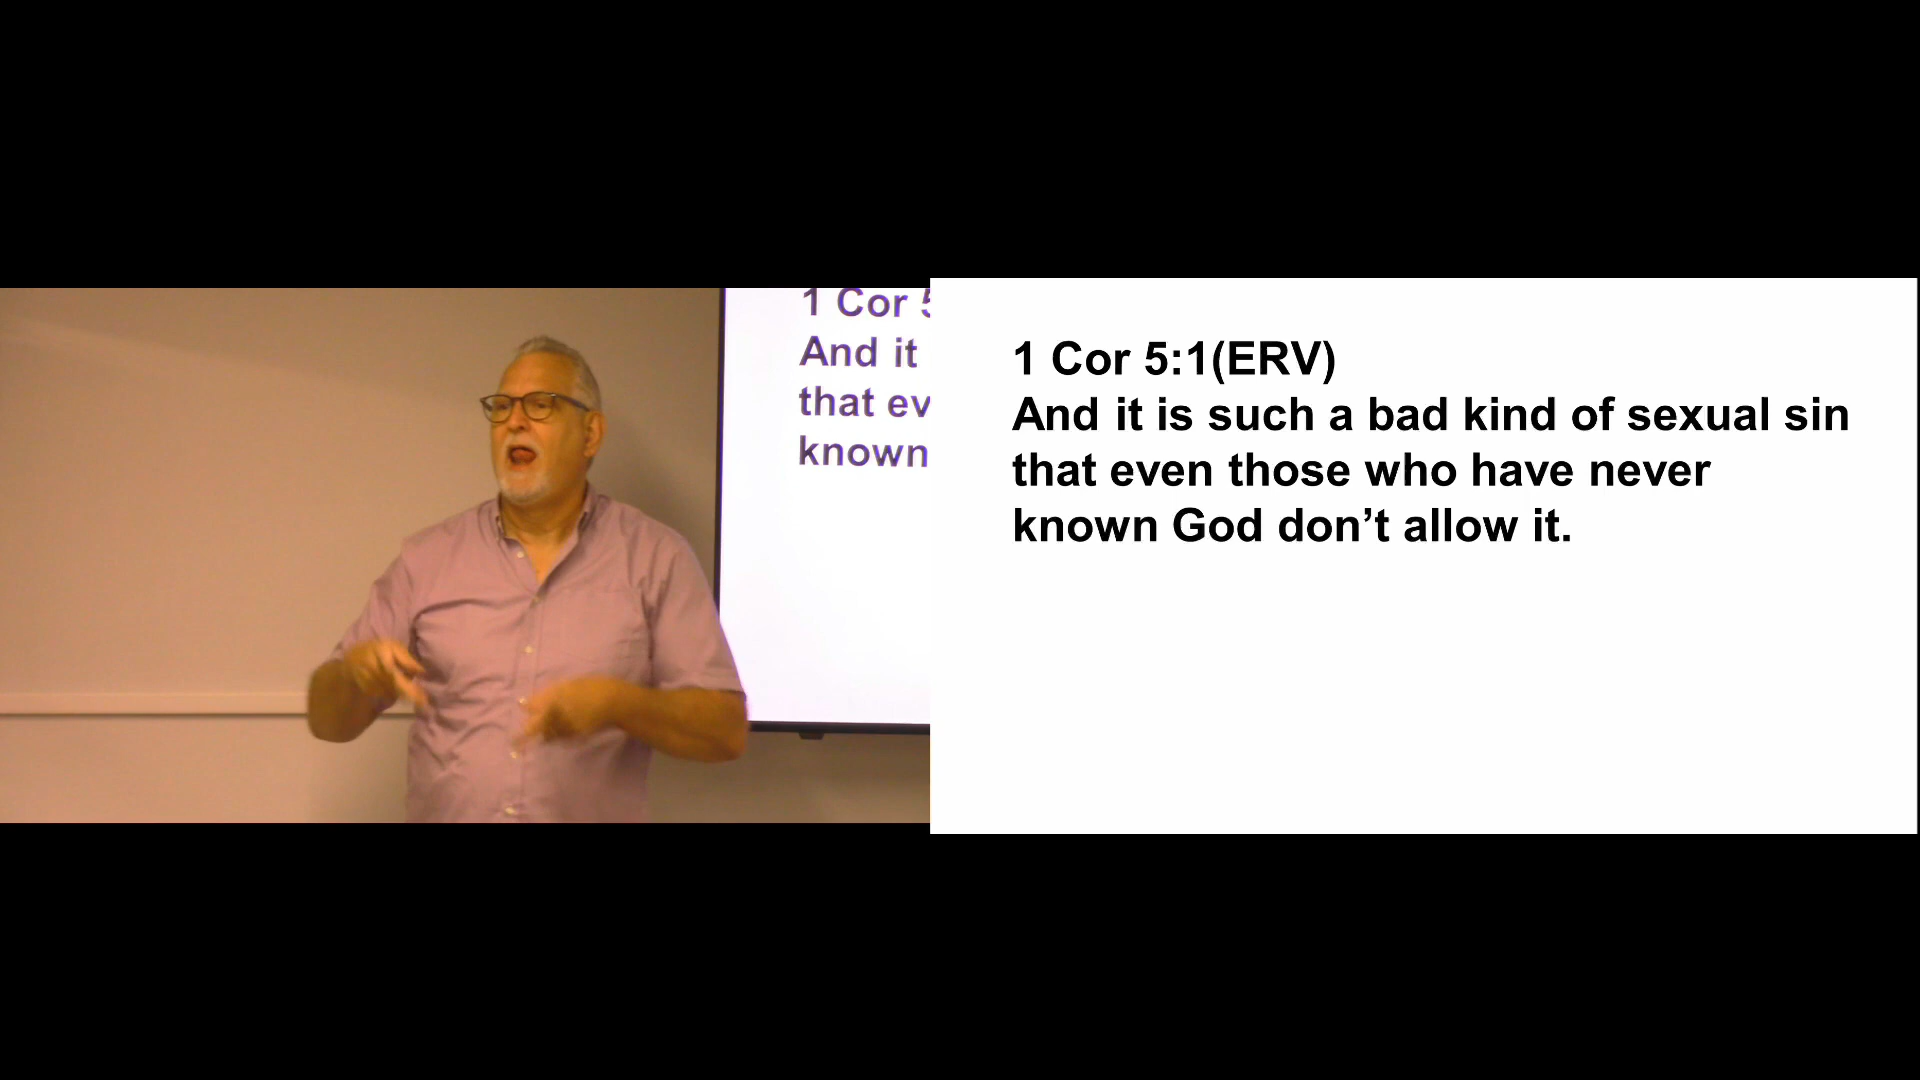 1 Cor 5
And it
that ev
known
1 Cor 5:1(ERV)
And it is such a bad kind of sexual sin
that even those who have never
known God don’t allow it.